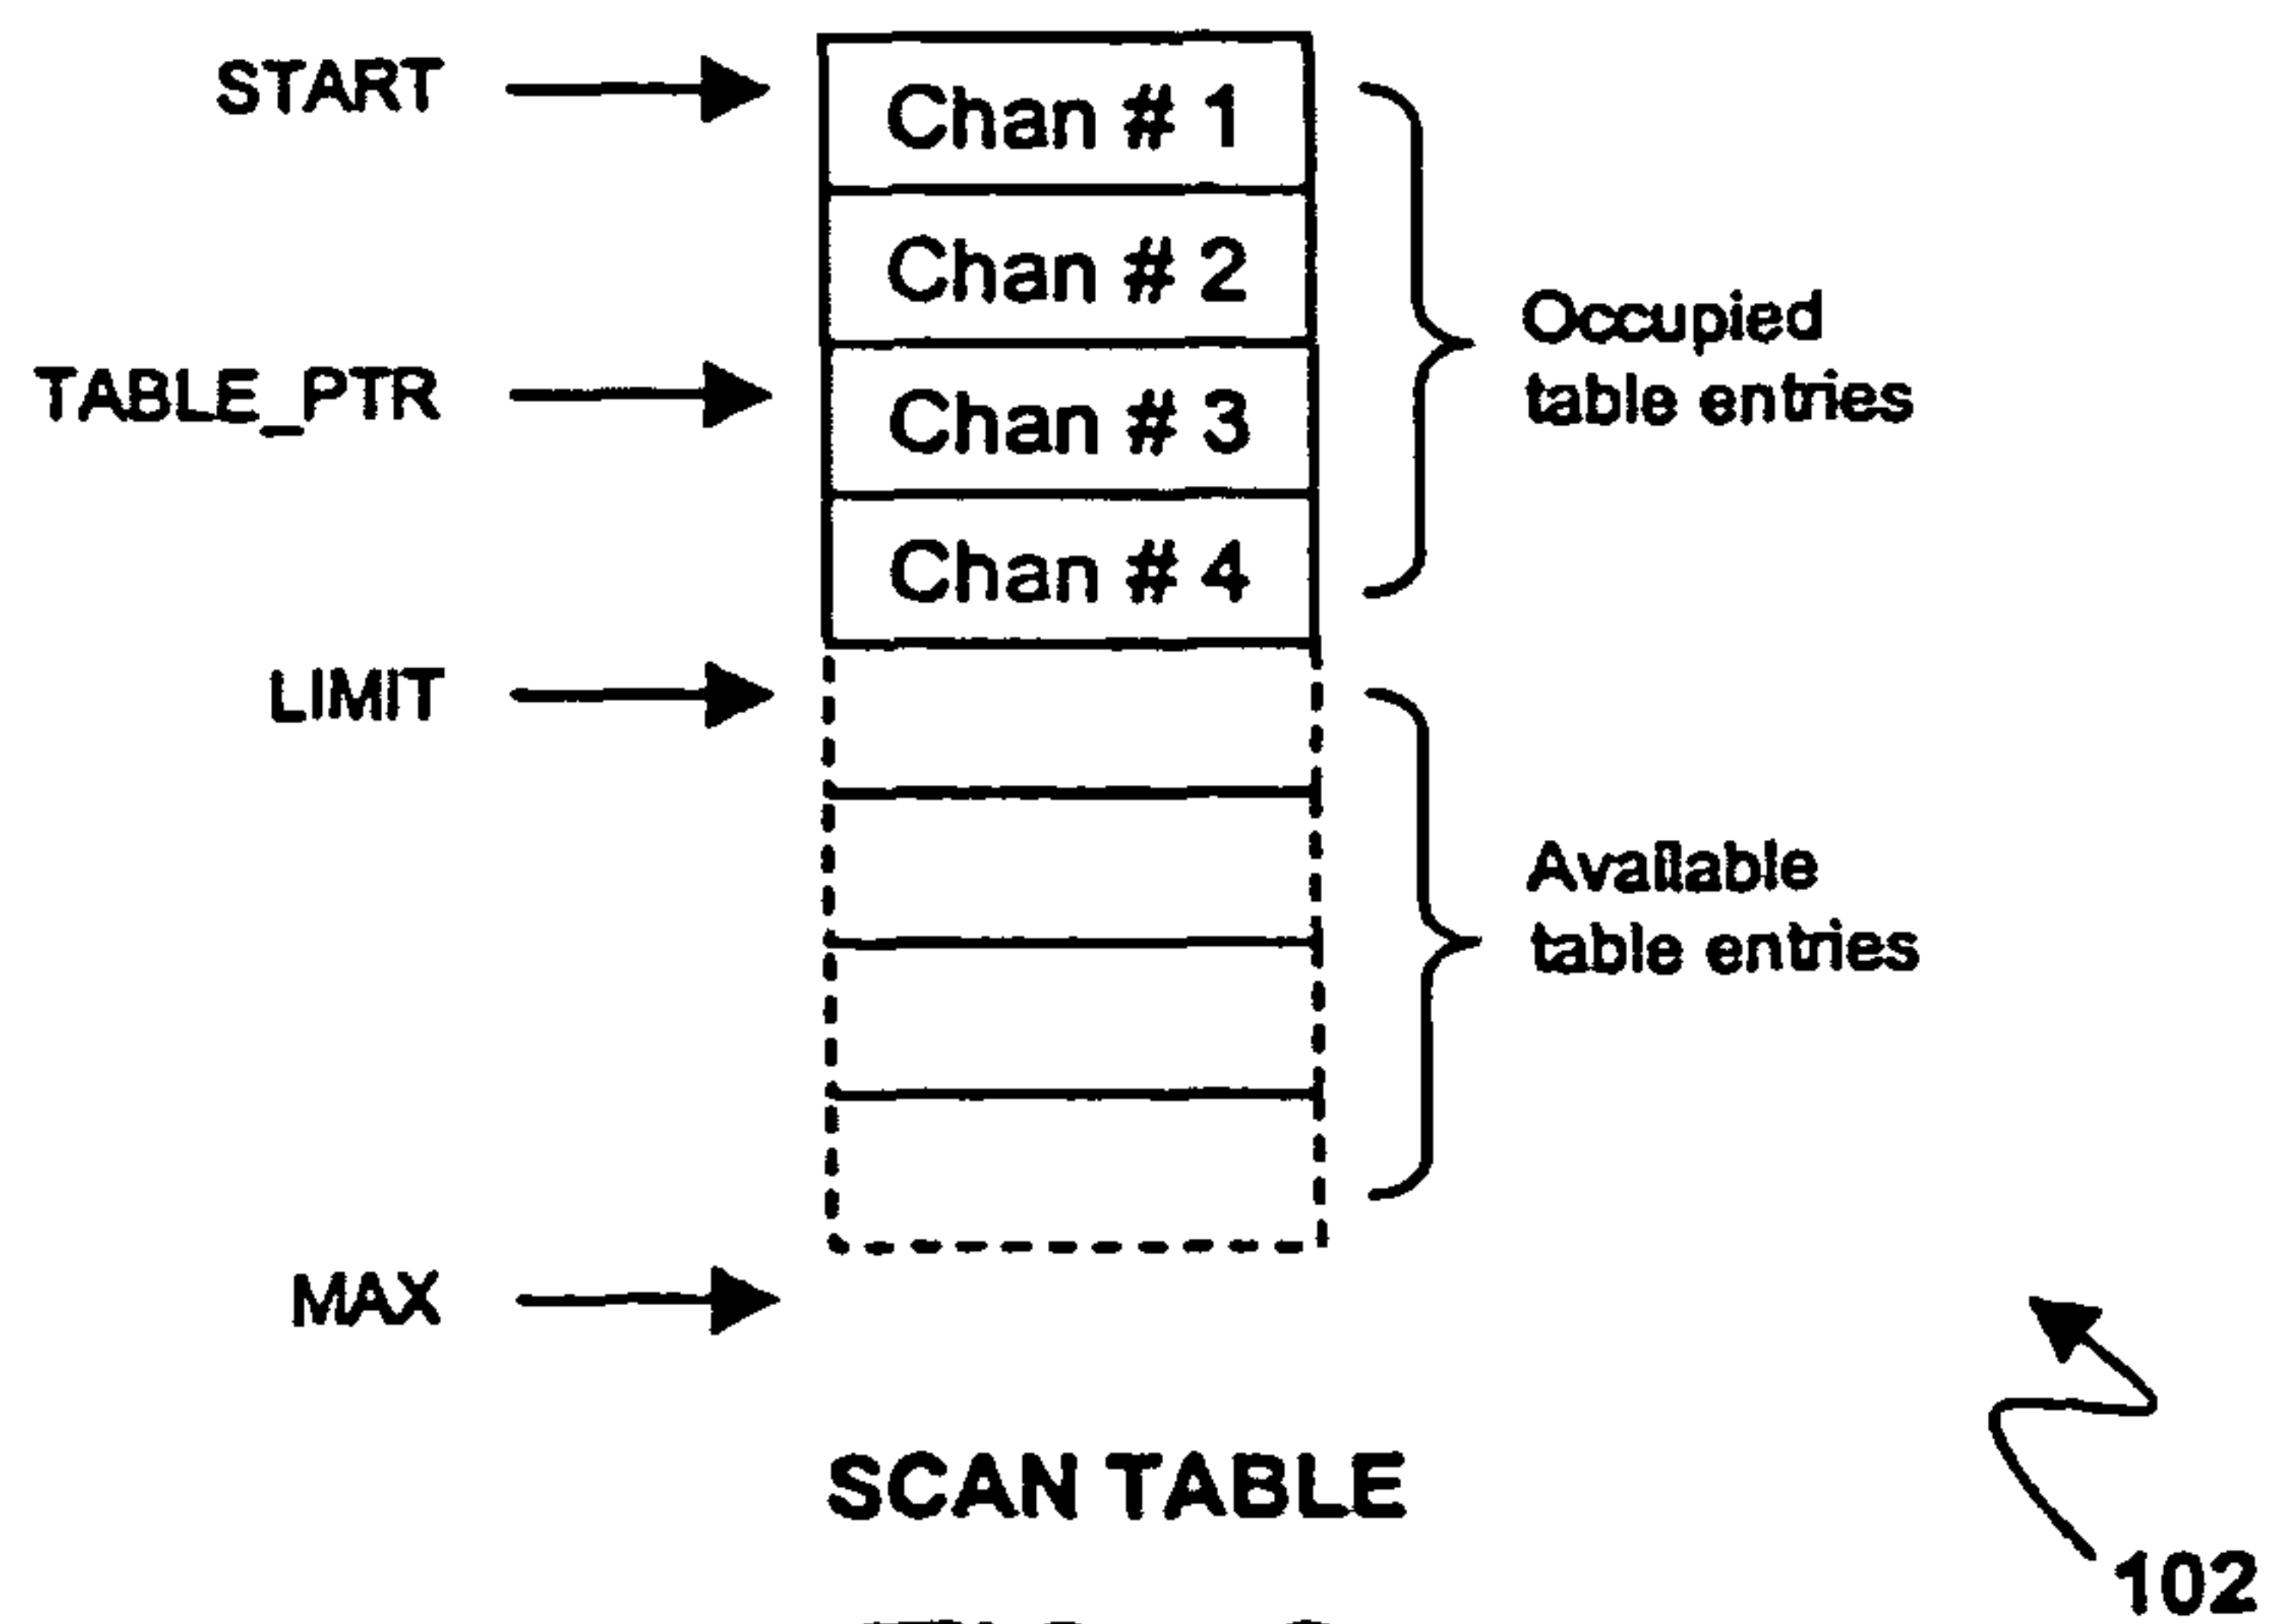 START
Chan # 1
Chan # 2
Occupied
table entries
TABLE_PTR
Chan # 3
Chan # 4
LIMIT
Available
table entries
MAX
SCAN TABLE
102